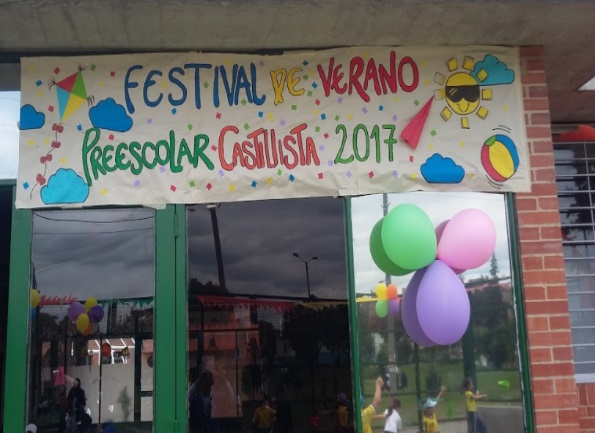 FESTIVAL DE VERANO
PREESCOLAR CASTILLISTA 2017